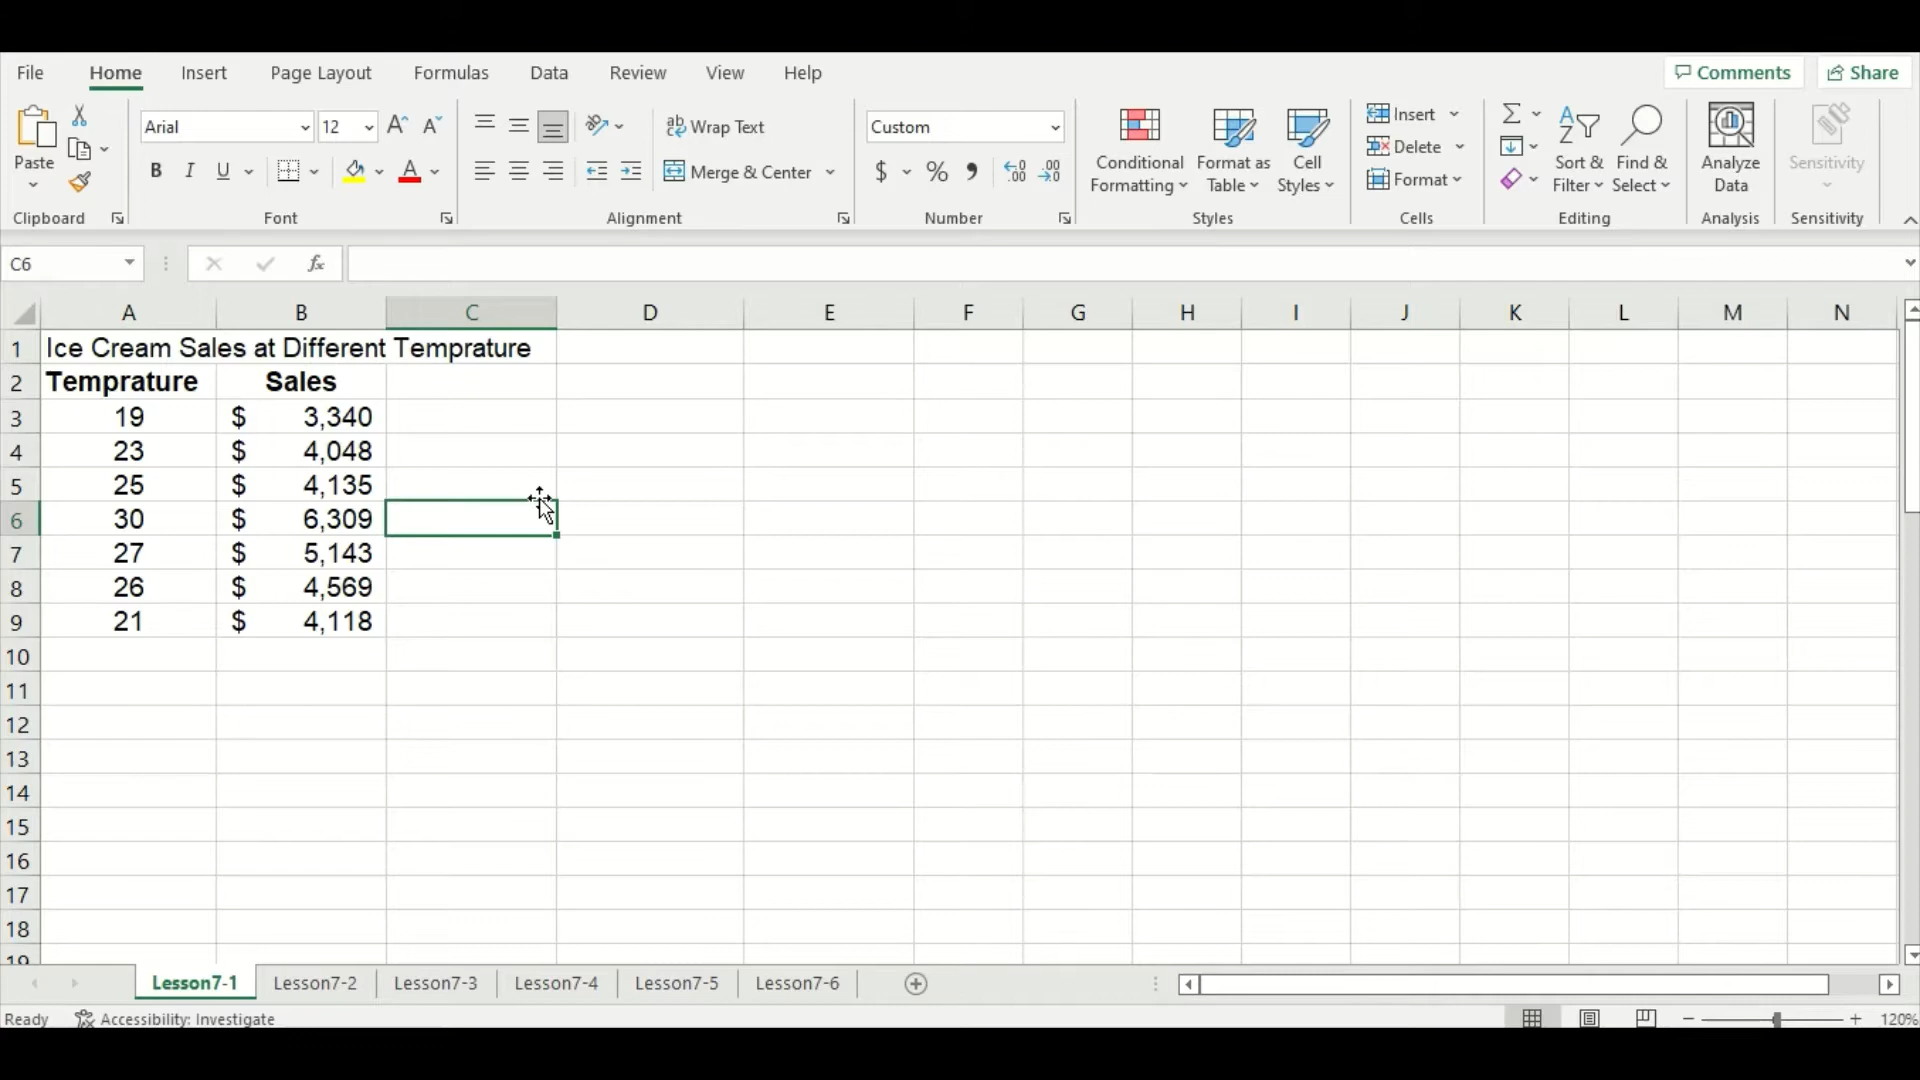 File Home Insert Page Layout Formulas Data Review View Help Comments Share
Arial 12 Wrap Text Custom Insert
Paste B I U Merge & Center $ % Conditional Formatting Format as Table Cell Styles Delete Format Sort & Filter Find & Select Analyze Data Sensitivity
Clipboard Font Alignment Number Styles Cells Editing Analysis Sensitivity
C6 fx
A B C D E F G H I J K L M N
1 Ice Cream Sales at Different Temprature
2 Temprature Sales
3 19 $ 3,340
4 23 $ 4,048
5 25 $ 4,135
6 30 $ 6,309
7 27 $ 5,143
8 26 $ 4,569
9 21 $ 4,118
10
11
12
13
14
15
16
17
18
19
Lesson7-1 Lesson7-2 Lesson7-3 Lesson7-4 Lesson7-5 Lesson7-6
Ready Accessibility: Investigate 120%